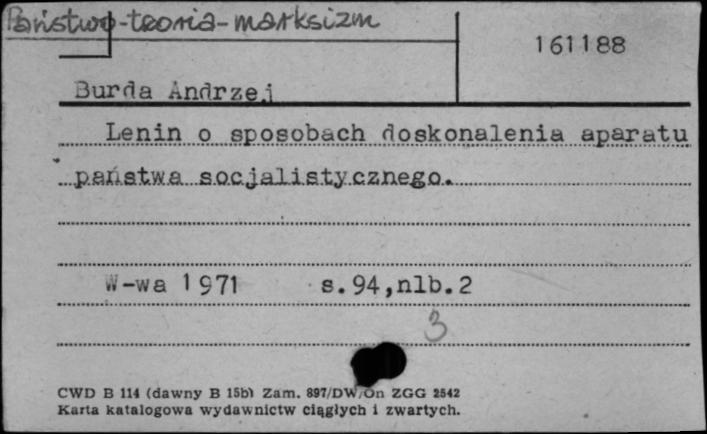 Państwo-teoria-marksizm
161188
Burda Andrzej
Lenin o sposobach doskonalenia aparatu
państwa socjalistycznego.
W-wa 1971 s.94,nlb.2
3
CWD B 114 (dawny B 15b) Zam. 897/DW/On ZGG 2542
Karta katalogowa wydawnictw ciągłych i zwartych.